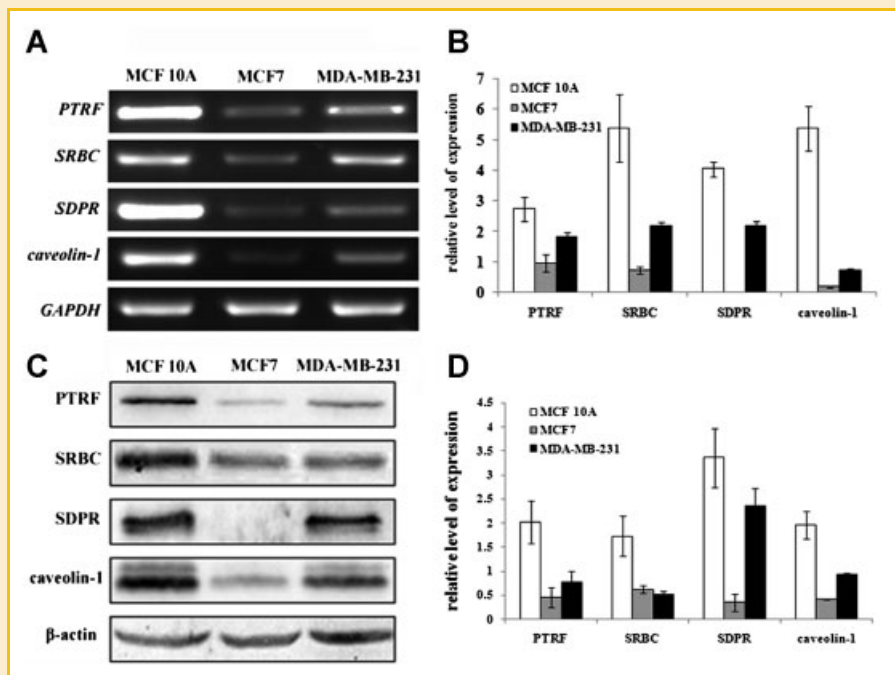 A
MCF 10A MCF7 MDA-MB-231
PTRF
SRBC
SDPR
caveolin-1
GAPDH
B
relative level of expression
7
6
5
4
3
2
1
0
MCF 10A
MCF7
MDA-MB-231
PTRF SRBC SDPR caveolin-1
C
MCF 10A MCF7 MDA-MB-231
PTRF
SRBC
SDPR
caveolin-1
β-actin
D
relative level of expression
4.5
4
3.5
3
2.5
2
1.5
1
0.5
0
MCF 10A
MCF7
MDA-MB-231
PTRF SRBC SDPR caveolin-1